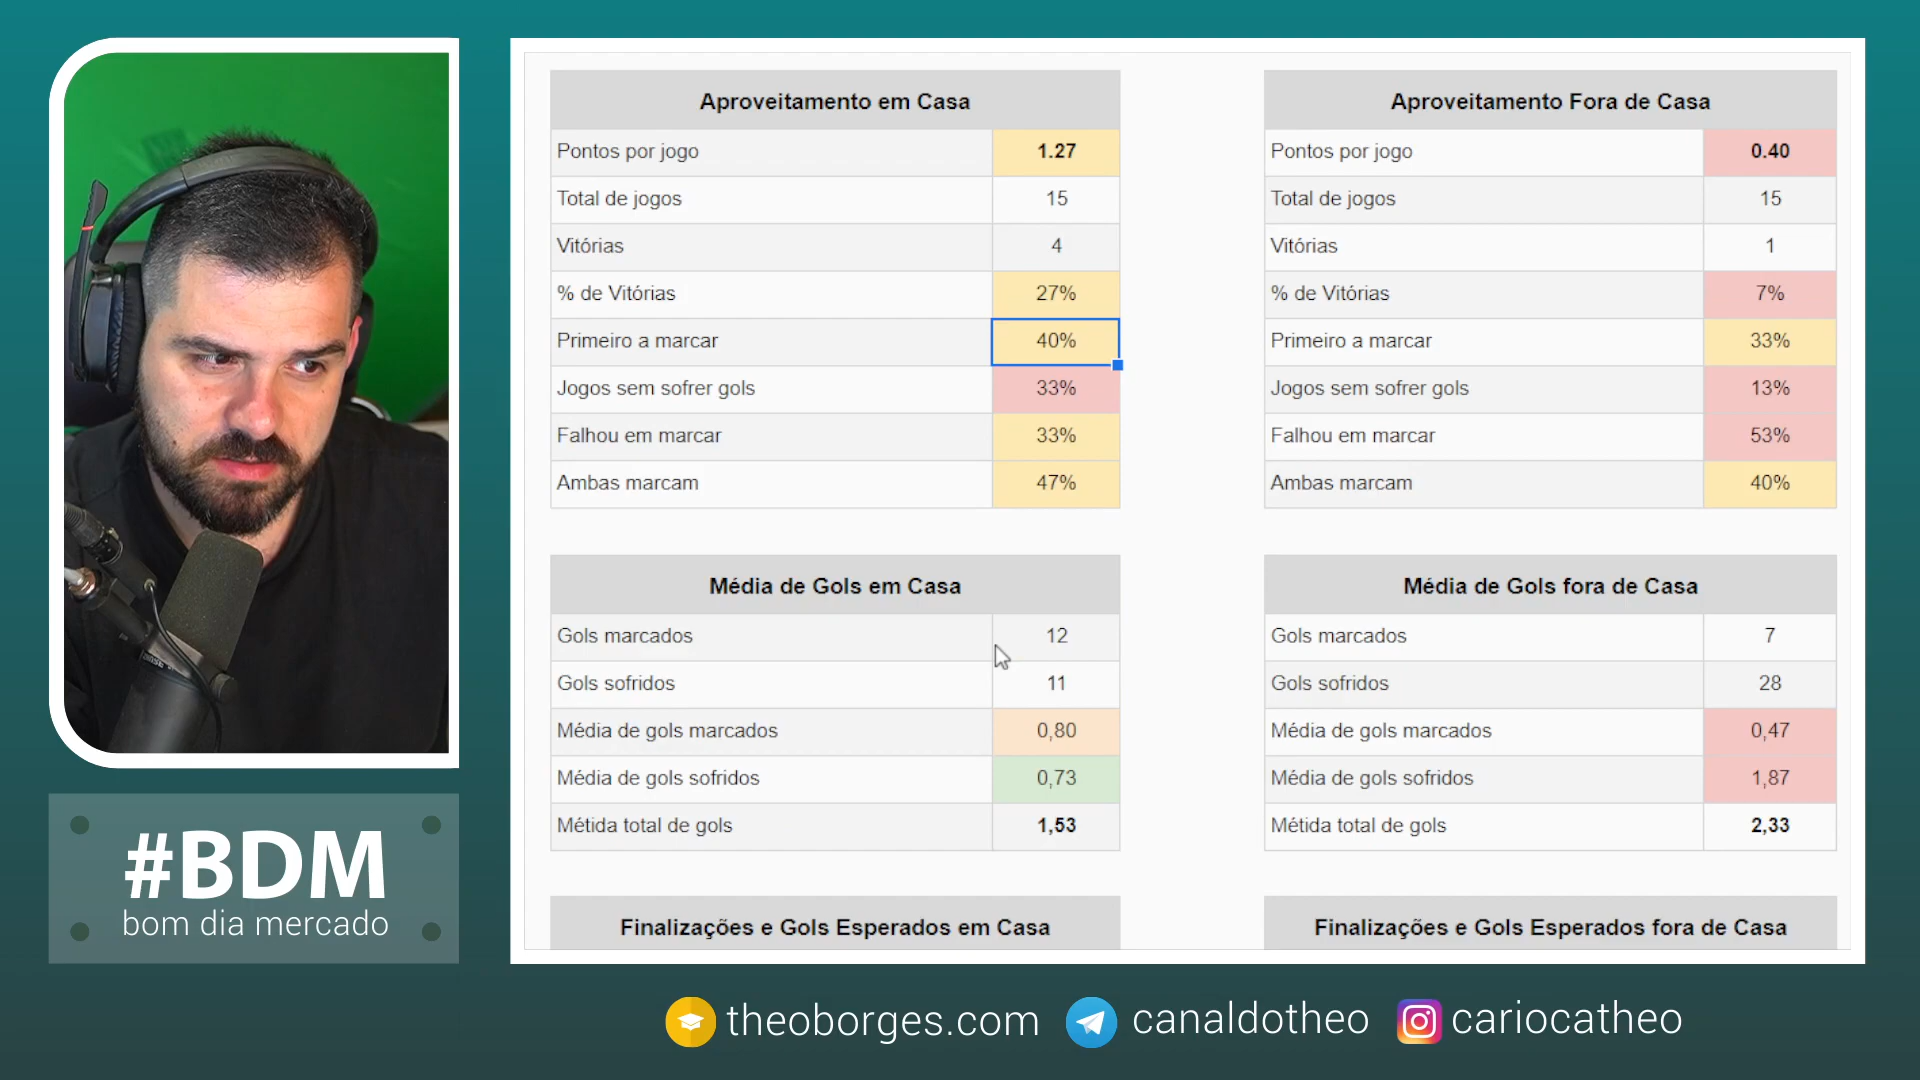 Aproveitamento em Casa
Pontos por jogo 1.27
Total de jogos 15
Vitórias 4
% de Vitórias 27%
Primeiro a marcar 40%
Jogos sem sofrer gols 33%
Falhou em marcar 33%
Ambas marcam 47%
Aproveitamento Fora de Casa
Pontos por jogo 0.40
Total de jogos 15
Vitórias 1
% de Vitórias 7%
Primeiro a marcar 33%
Jogos sem sofrer gols 13%
Falhou em marcar 53%
Ambas marcam 40%
Média de Gols em Casa
Gols marcados 12
Gols sofridos 11
Média de gols marcados 0,80
Média de gols sofridos 0,73
Métida total de gols 1,53
Média de Gols fora de Casa
Gols marcados 7
Gols sofridos 28
Média de gols marcados 0,47
Média de gols sofridos 1,87
Métida total de gols 2,33
Finalizações e Gols Esperados em Casa
Finalizações e Gols Esperados fora de Casa
#BDM
bom dia mercado
theoborges.com
canaldotheo
cariocatheo